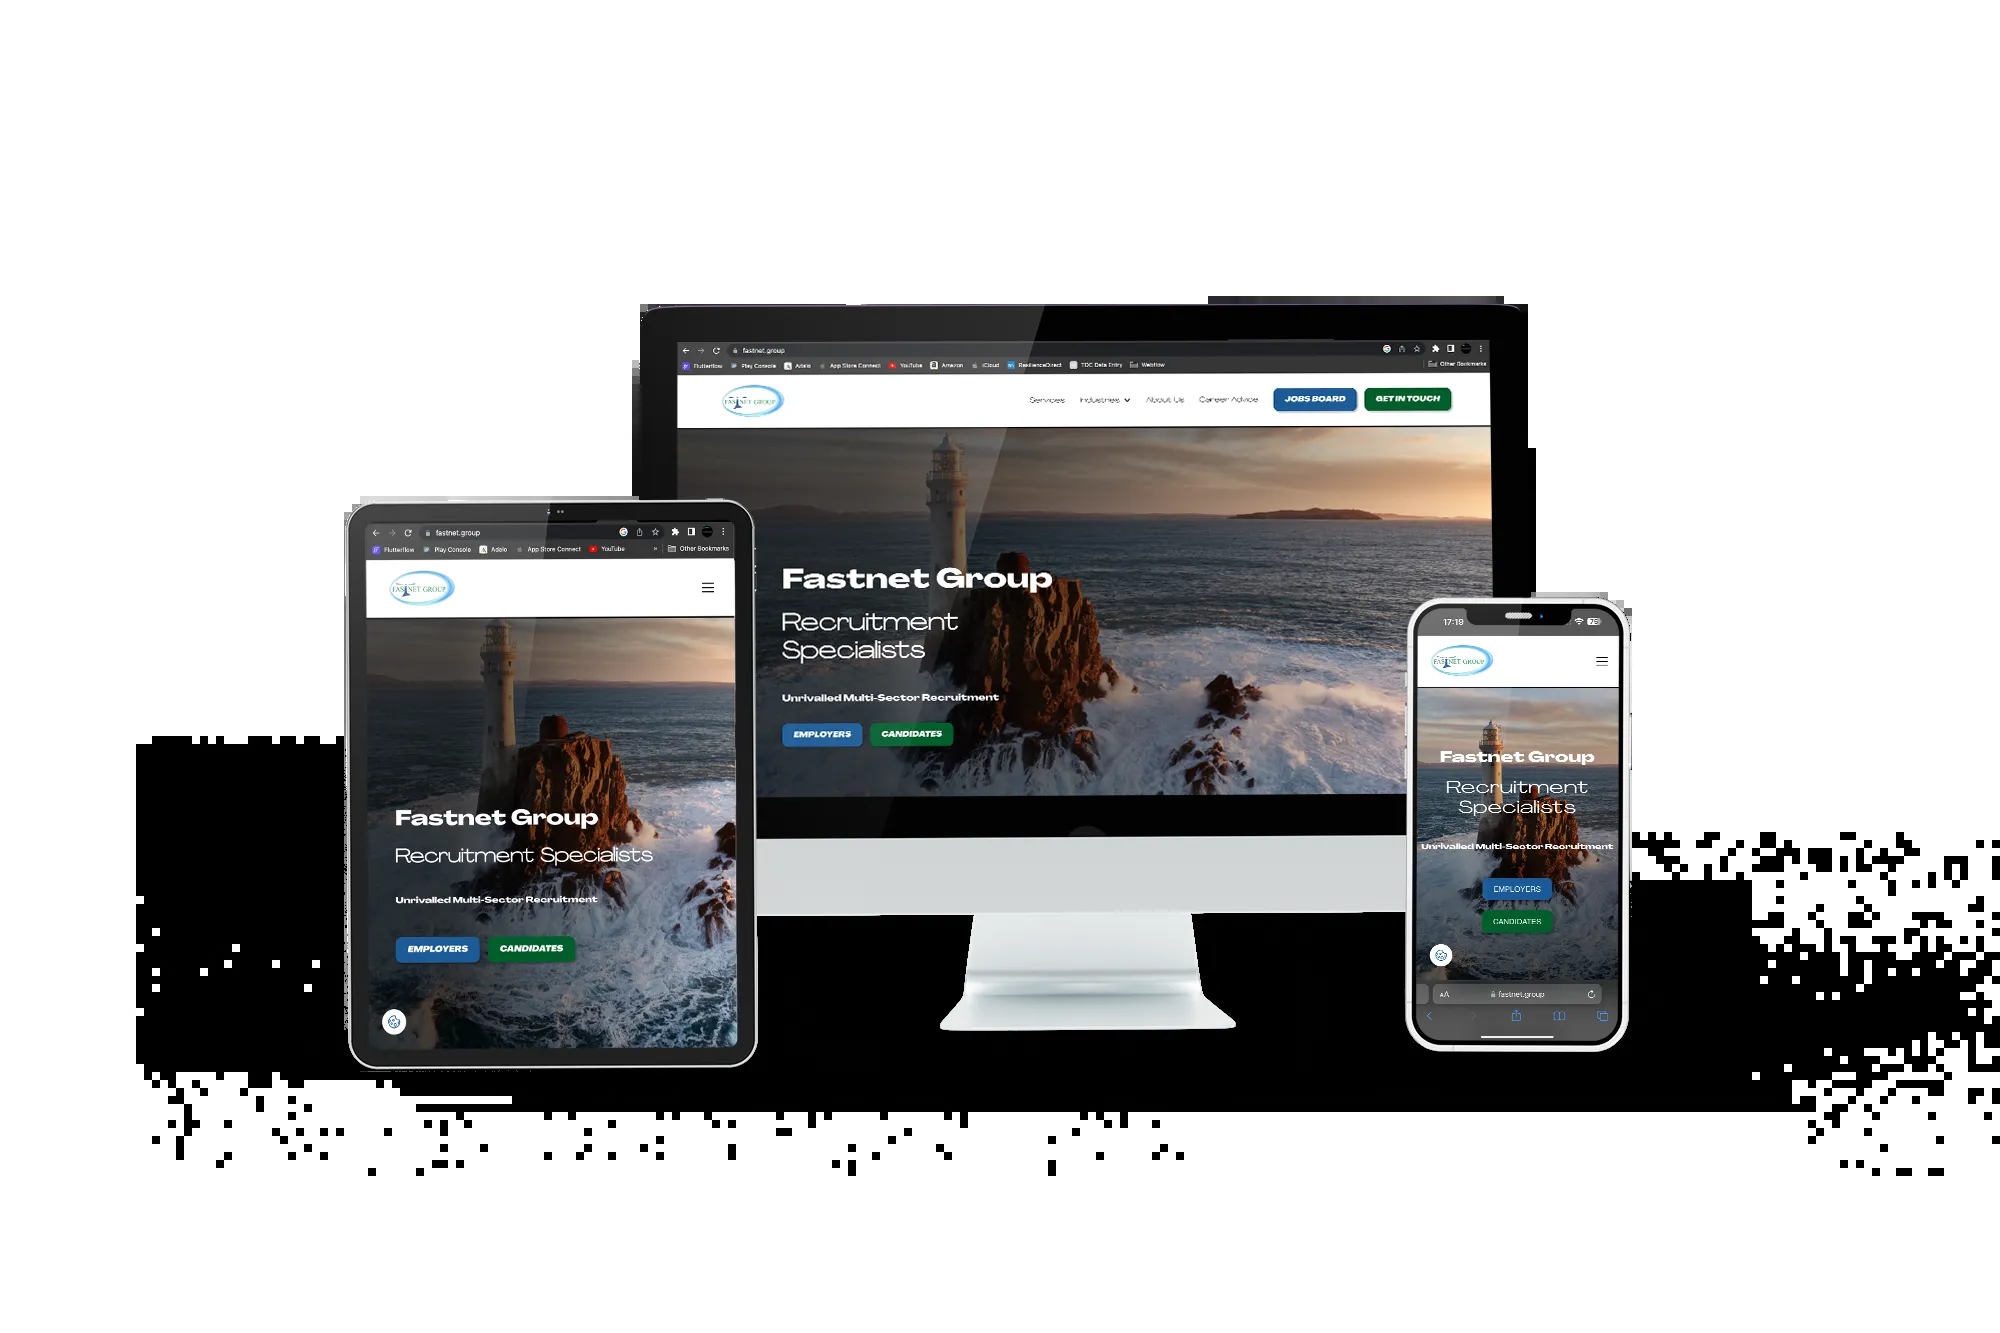 fastnet.group
Flutterflow Play Console Adalo App Store Connect YouTube Amazon iCloud ResilienceDirect TOC Data Entry Webflow Other Bookmarks
FASTNET GROUP
Services Industries About Us Career Advice JOBS BOARD GET IN TOUCH
Fastnet Group
Recruitment
Specialists
Unrivalled Multi-Sector Recruitment
EMPLOYERS CANDIDATES
fastnet.group
Flutterflow Play Console Adalo App Store Connect YouTube » Other Bookmarks
FASTNET GROUP
Fastnet Group
Recruitment Specialists
Unrivalled Multi-Sector Recruitment
EMPLOYERS CANDIDATES
17:19 79
FASTNET GROUP
Fastnet Group
Recruitment
Specialists
Unrivalled Multi-Sector Recruitment
EMPLOYERS
CANDIDATES
AA fastnet.group